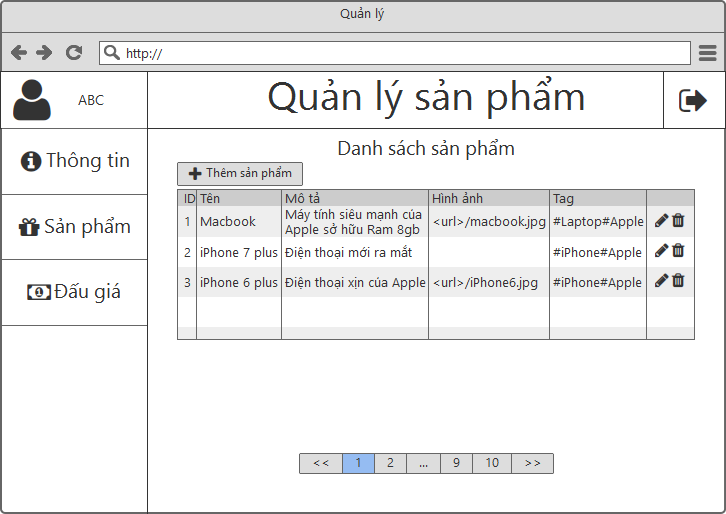 Quản lý
http://
ABC
Quản lý sản phẩm
Thông tin
Sản phẩm
Đấu giá
Danh sách sản phẩm
Thêm sản phẩm
ID Tên Mô tả Hình ảnh Tag
1 Macbook Máy tính siêu mạnh của <url>/macbook.jpg #Laptop#Apple
Apple sở hữu Ram 8gb
2 iPhone 7 plus Điện thoại mới ra mắt #iPhone#Apple
3 iPhone 6 plus Điện thoại xịn của Apple <url>/iPhone6.jpg #iPhone#Apple
<< 1 2 ... 9 10 >>